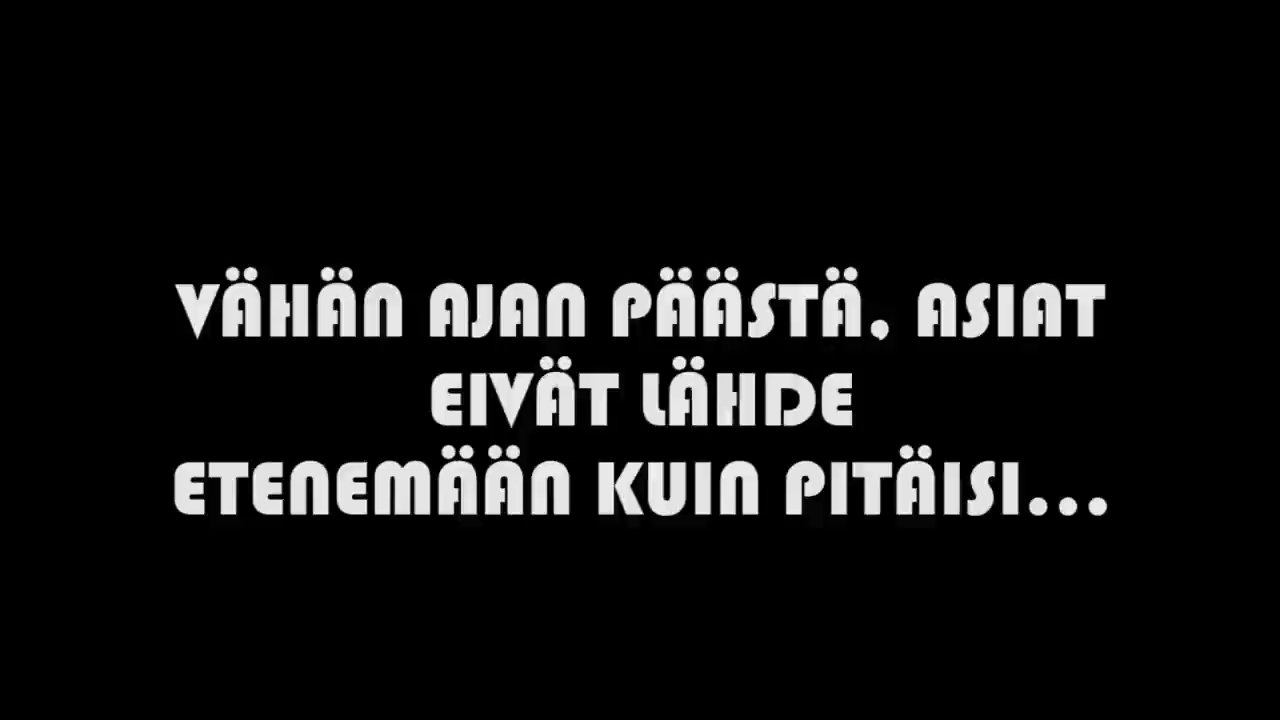 VÄHÄN AJAN PÄÄSTÄ, ASIAT
EIVÄT LÄHDE
ETENEMÄÄN KUIN PITÄISI...